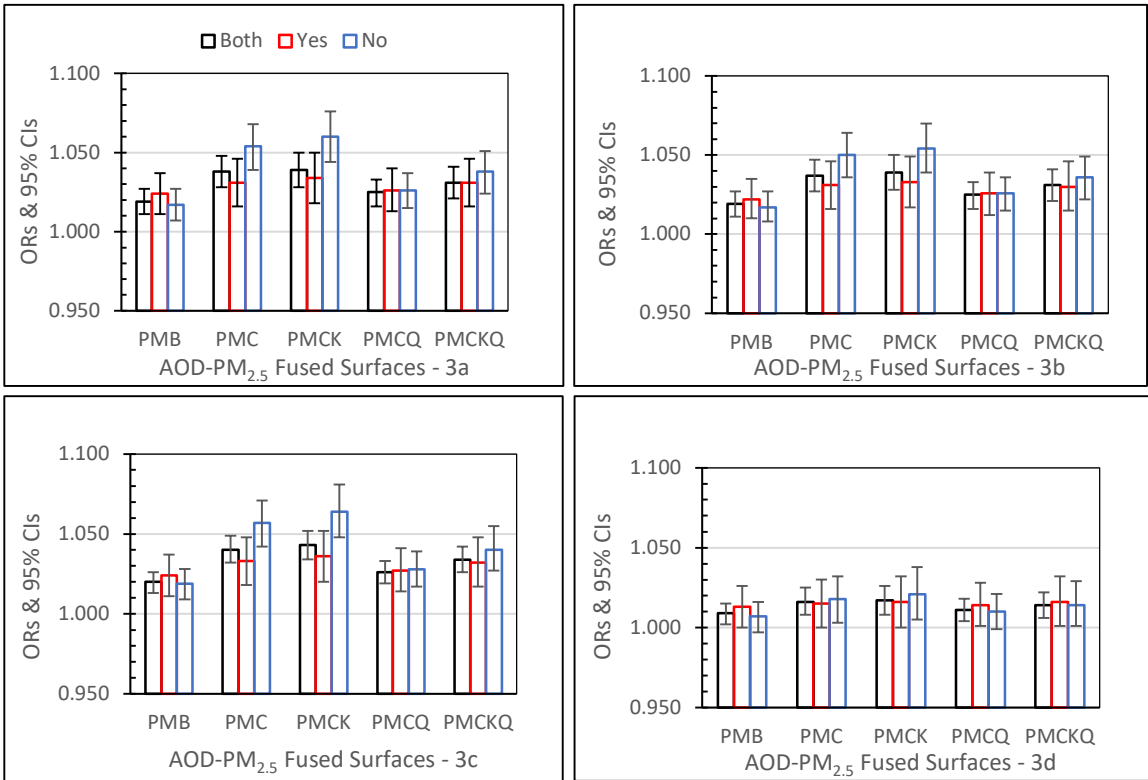 Both Yes No
ORs & 95% CIs
1.100
1.050
1.000
0.950
PMB PMC PMCK PMCQ PMCKQ
AOD-PM2.5 Fused Surfaces - 3a
ORs & 95% CIs
1.100
1.050
1.000
0.950
PMB PMC PMCK PMCQ PMCKQ
AOD-PM2.5 Fused Surfaces - 3b
ORs & 95% CIs
1.100
1.050
1.000
0.950
PMB PMC PMCK PMCQ PMCKQ
AOD-PM2.5 Fused Surfaces - 3c
ORs & 95% CIs
1.100
1.050
1.000
0.950
PMB PMC PMCK PMCQ PMCKQ
AOD-PM2.5 Fused Surfaces - 3d